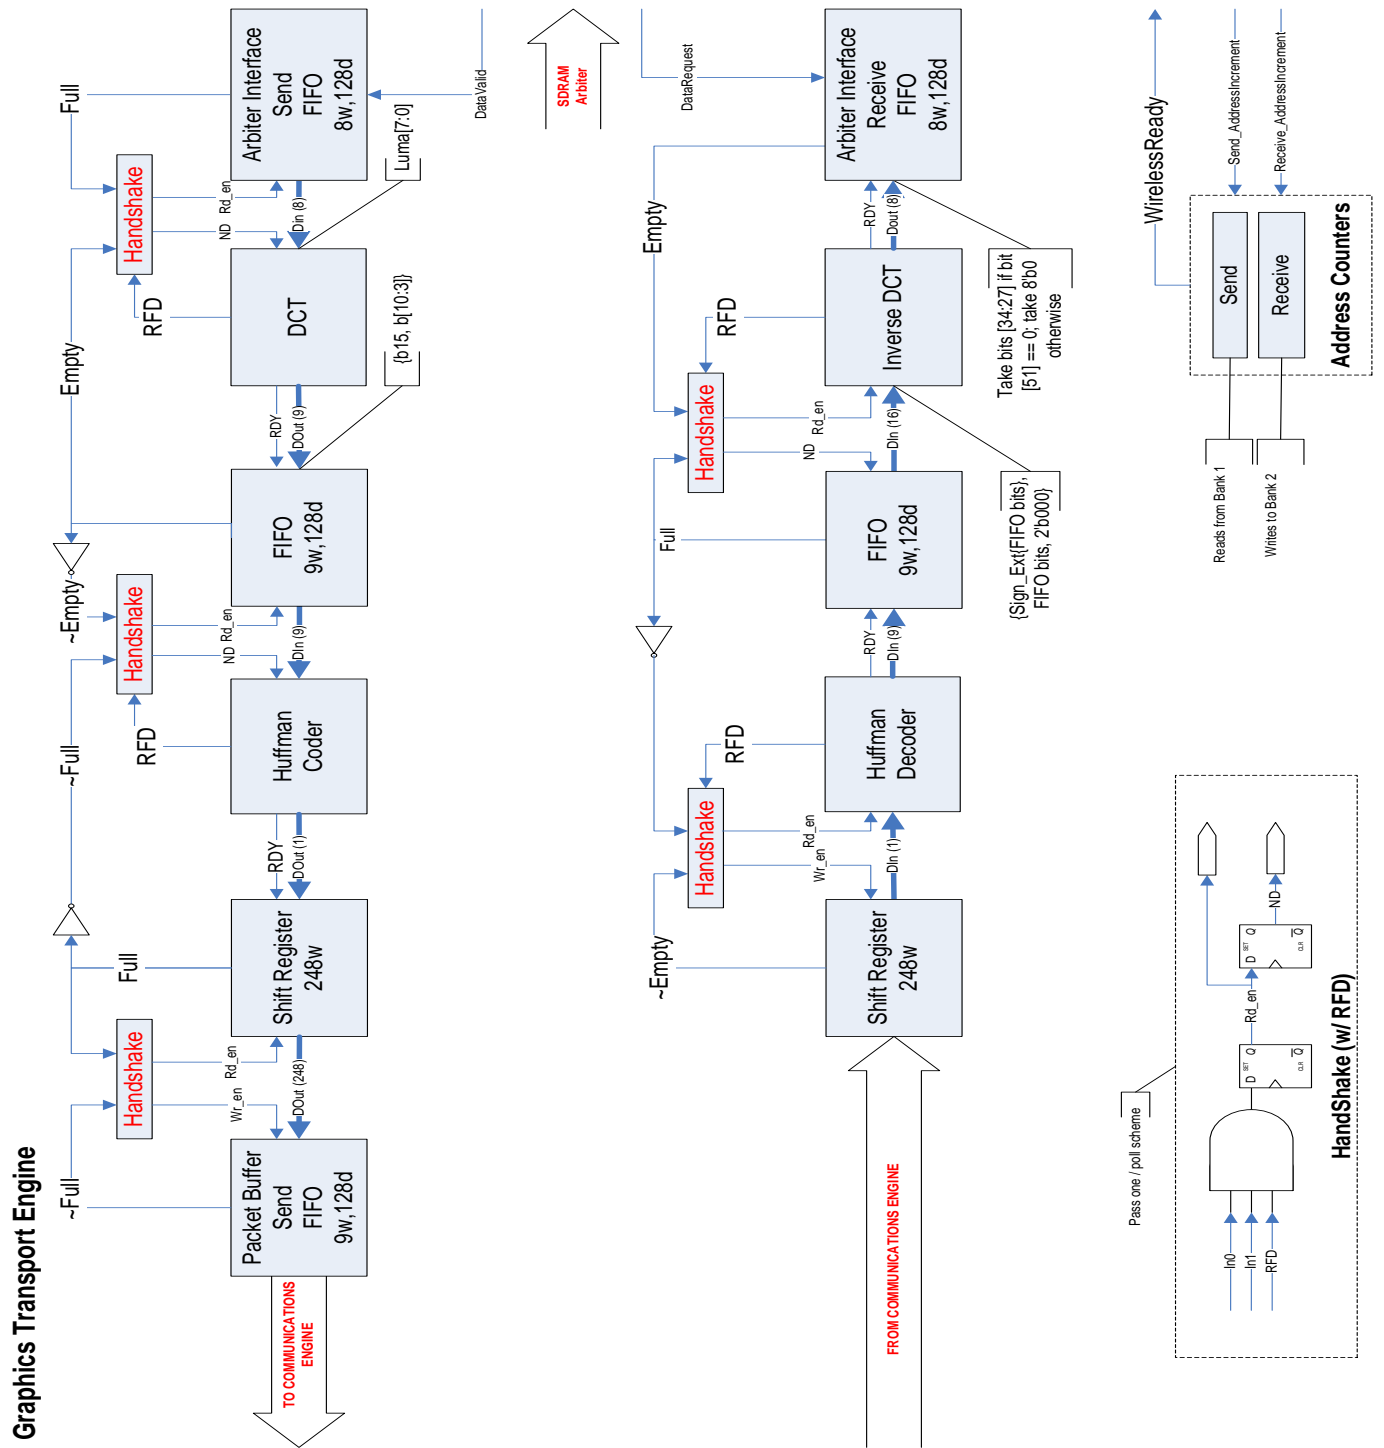 Graphics Transport Engine
~Full
Handshake
Wr_en
Rd_en
Packet Buffer
Send
FIFO
9w,128d
TO COMMUNICATIONS
ENGINE
DOut (248)
Full
Shift Register
248w
~Full
RDY
DOut (1)
RFD
Handshake
~Empty
ND
Rd_en
Huffman
Coder
DIn (9)
FIFO
9w,128d
Empty
RDY
DOut (9)
{b15, b[10:3]}
RFD
Handshake
ND
Rd_en
DCT
Din (8)
Luma[7:0]
Full
Arbiter Interface
Send
FIFO
8w,128d
DataValid
SDRAM
Arbiter
FROM COMMUNICATIONS ENGINE
~Empty
Shift Register
248w
Handshake
Wr_en
Rd_en
DIn (1)
RFD
Huffman
Decoder
RDY
DIn (9)
Full
FIFO
9w,128d
Handshake
ND
Rd_en
DIn (16)
{Sign_Ext{FIFO bits},
FIFO bits, 2'b000}
RFD
Inverse DCT
Empty
RDY
Dout (8)
Take bits [34:27] if bit
[51] == 0; take 8'b0
otherwise
Arbiter Interface
Receive
FIFO
8w,128d
DataRequest
Pass one / poll scheme
In0
In1
RFD
D
SET
Q
CLR
Q
Rd_en
D
SET
Q
CLR
Q
ND
HandShake (w/ RFD)
Reads from Bank 1
Writes to Bank 2
Send
Receive
Address Counters
WirelessReady
Send_AddressIncrement
Receive_AddressIncrement